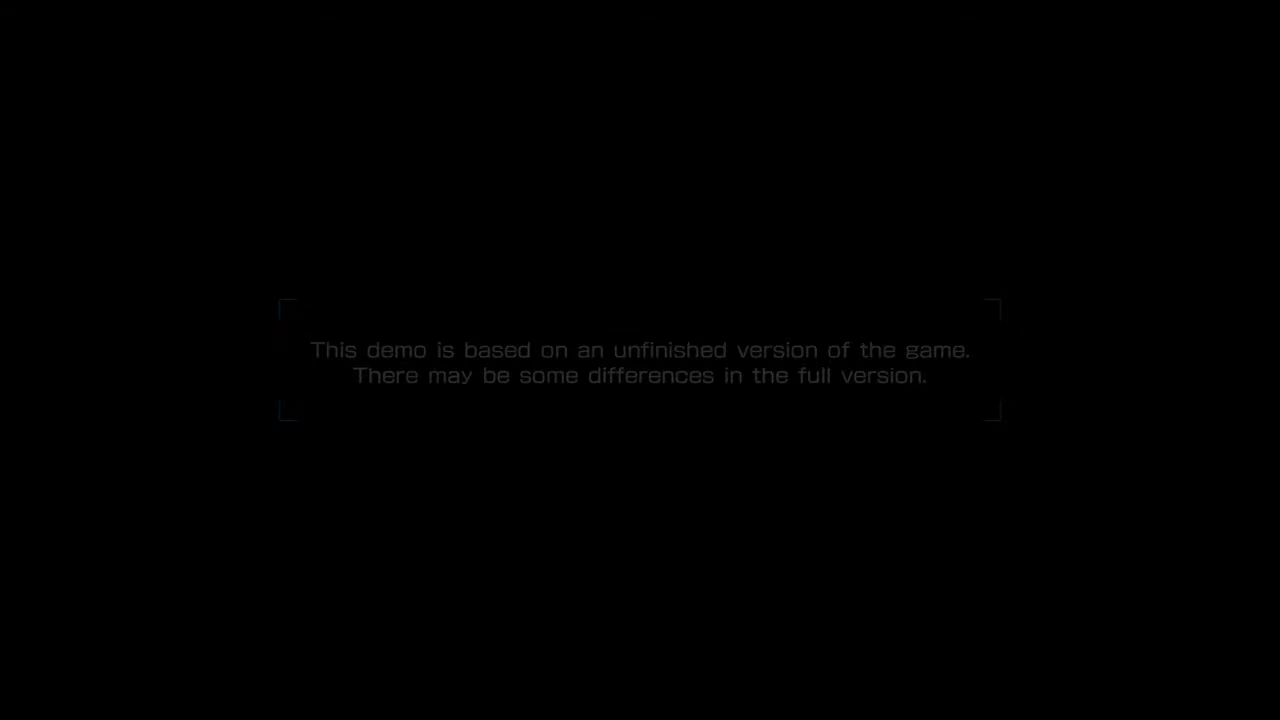 This demo is based on an unfinished version of the game.
There may be some differences in the full version.